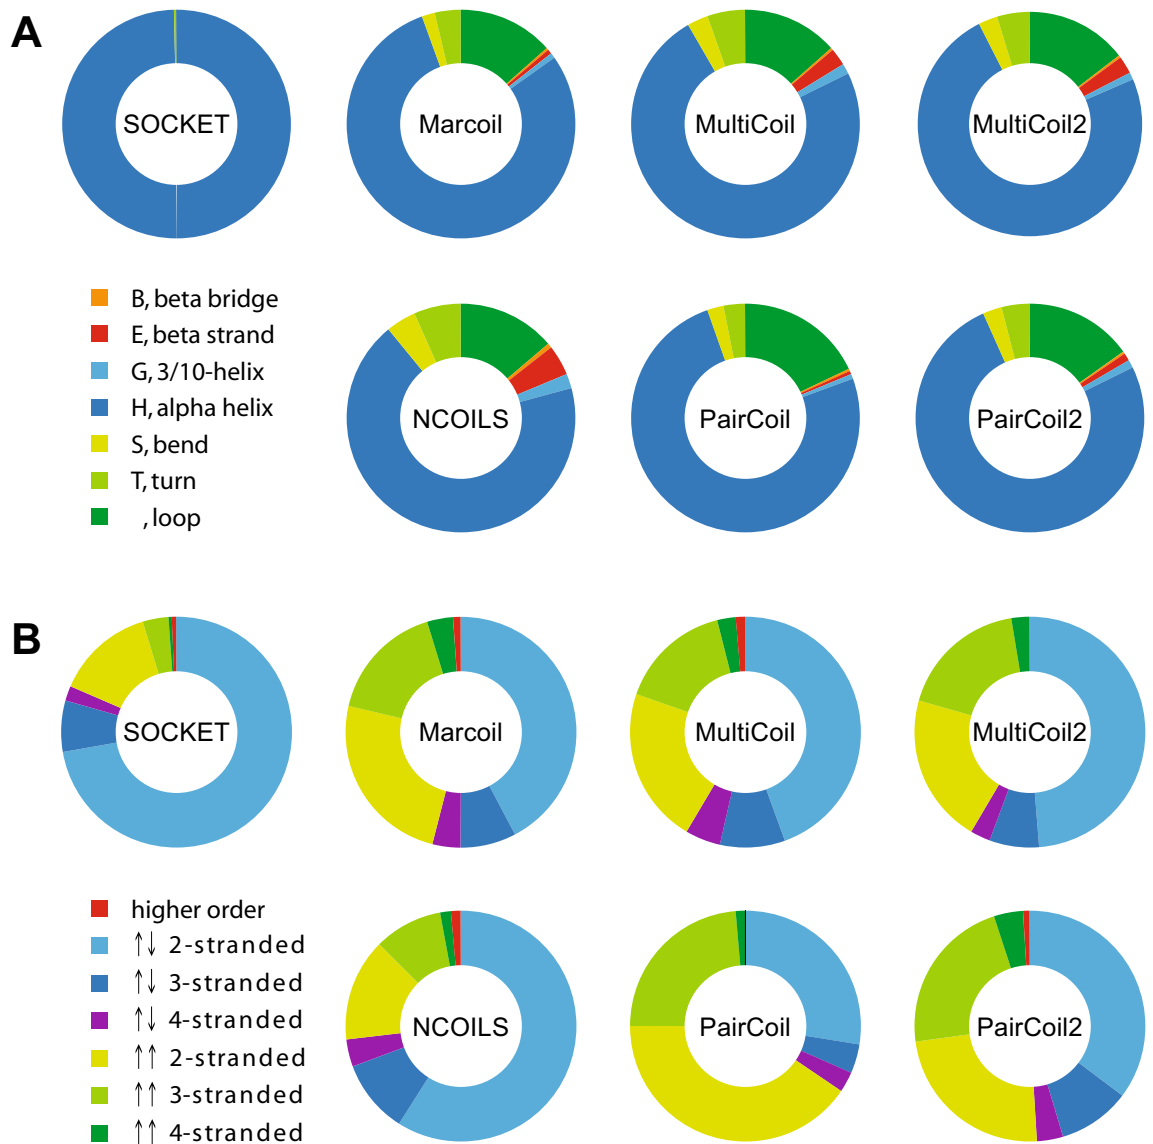 A
SOCKET
Marcoil
MultiCoil
MultiCoil2
B, beta bridge
E, beta strand
G, 3/10-helix
H, alpha helix
S, bend
T, turn
, loop
NCOILS
PairCoil
PairCoil2
B
SOCKET
Marcoil
MultiCoil
MultiCoil2
higher order
↑↓ 2-stranded
↑↓ 3-stranded
↑↓ 4-stranded
↑↑ 2-stranded
↑↑ 3-stranded
↑↑ 4-stranded
NCOILS
PairCoil
PairCoil2